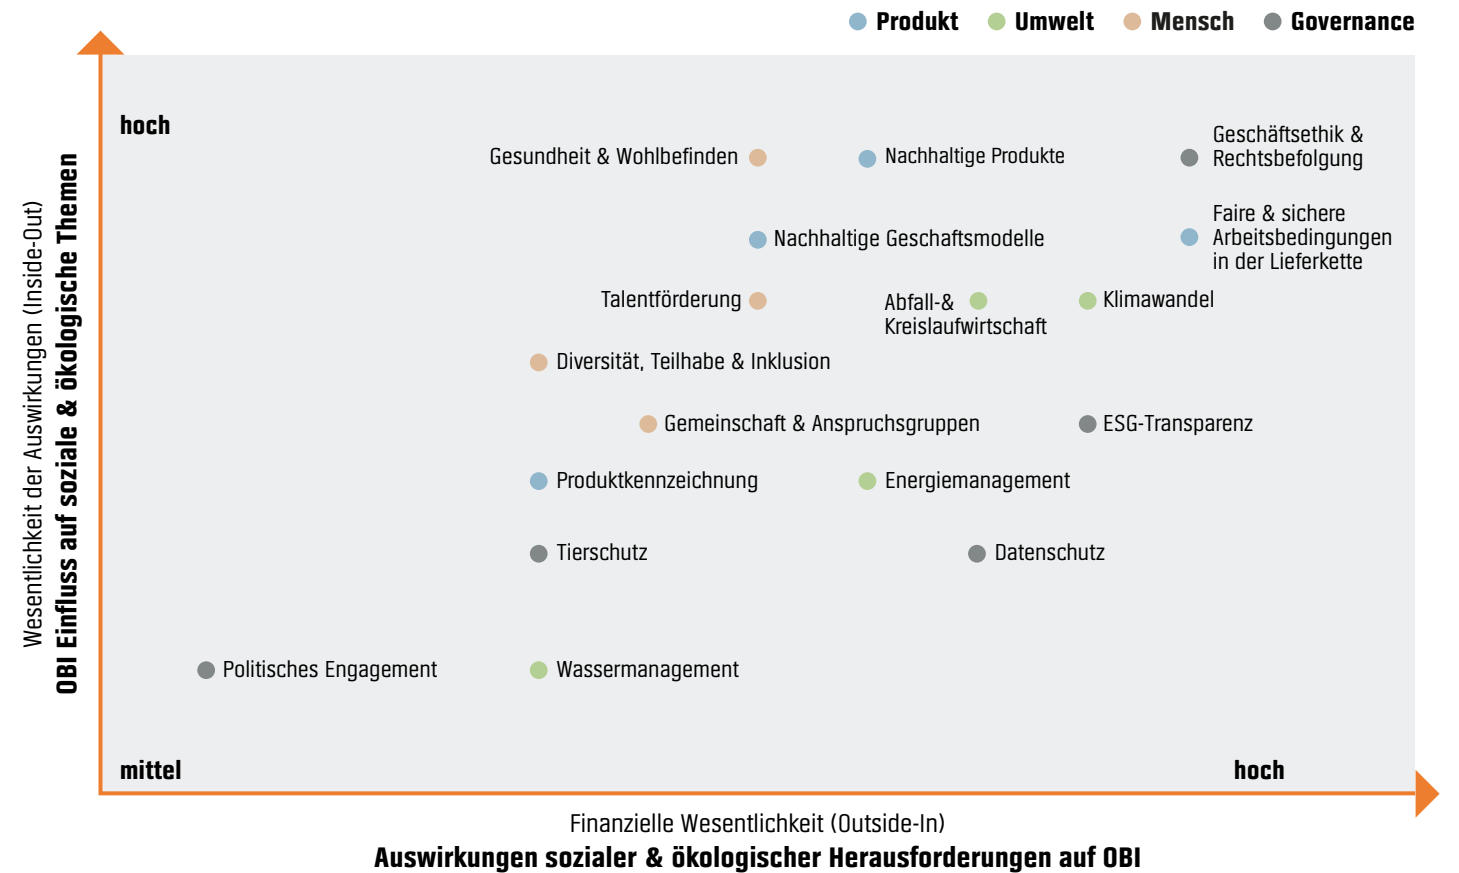 Produkt
Umwelt
Mensch
Governance
Wesentlichkeit der Auswirkungen (Inside-Out)
OBI Einfluss auf soziale & ökologische Themen
hoch
Gesundheit & Wohlbefinden
Nachhaltige Produkte
Geschäftsethik &
Rechtsbefolgung
Nachhaltige Geschaftsmodelle
Faire & sichere
Arbeitsbedingungen
in der Lieferkette
Talentförderung
Abfall-&
Kreislaufwirtschaft
Klimawandel
Diversität, Teilhabe & Inklusion
Gemeinschaft & Anspruchsgruppen
ESG-Transparenz
Produktkennzeichnung
Energiemanagement
Tierschutz
Datenschutz
Politisches Engagement
Wassermanagement
mittel
hoch
Finanzielle Wesentlichkeit (Outside-In)
Auswirkungen sozialer & ökologischer Herausforderungen auf OBI